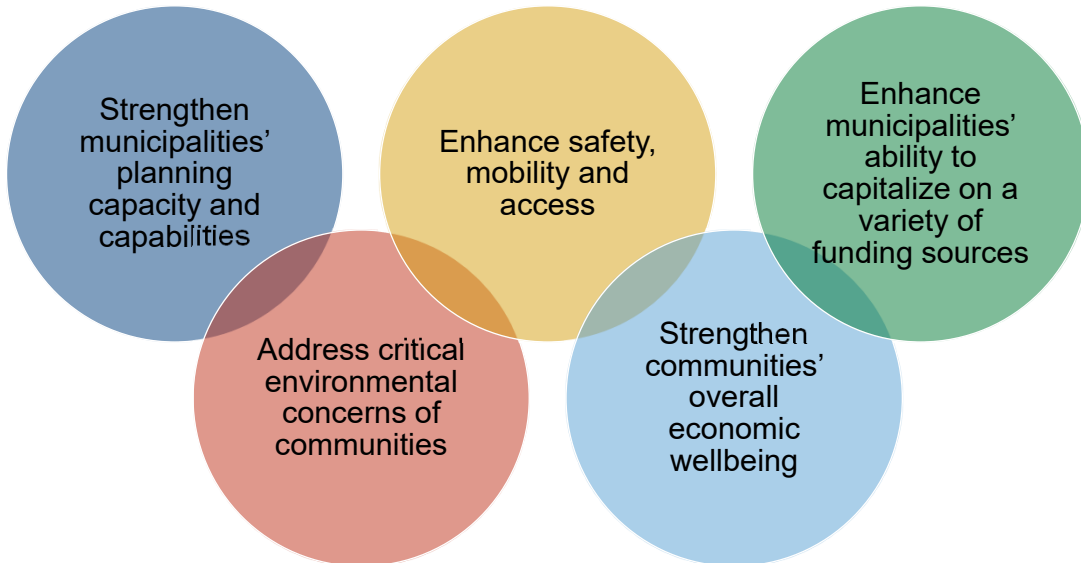 Strengthen
municipalities’
planning
capacity and
capabilities
Enhance safety,
mobility and
access
Enhance
municipalities’
ability to
capitalize on a
variety of
funding sources
Address critical
environmental
concerns of
communities
Strengthen
communities’
overall
economic
wellbeing